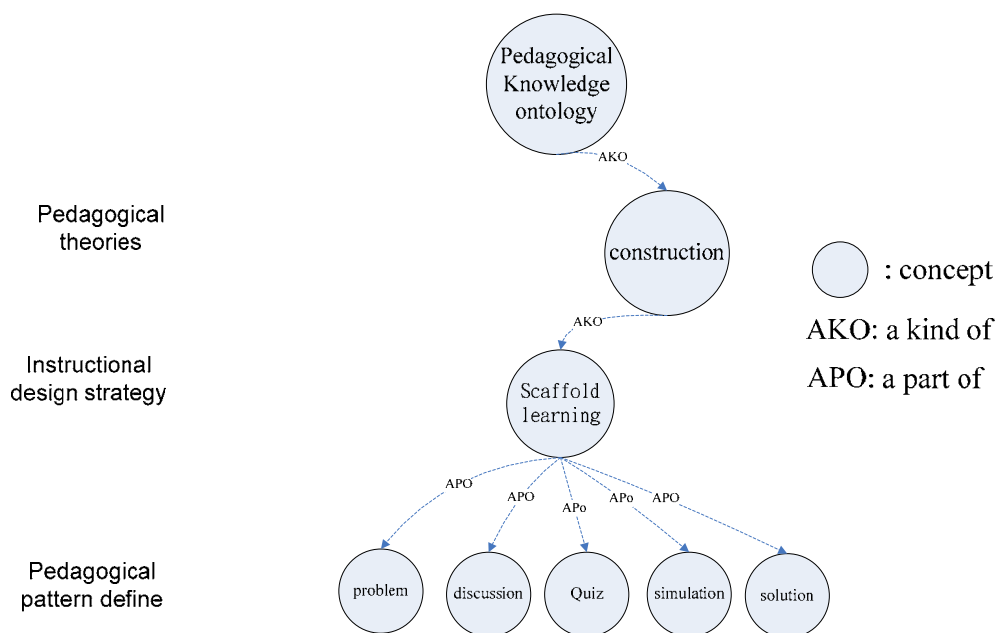 Pedagogical
Knowledge
ontology
AKO
Pedagogical
theories
construction
: concept
AKO: a kind of
APO: a part of
AKO
Instructional
design strategy
Scaffold
learning
APO
APO
APo
APo
APO
Pedagogical
pattern define
problem
discussion
Quiz
simulation
solution